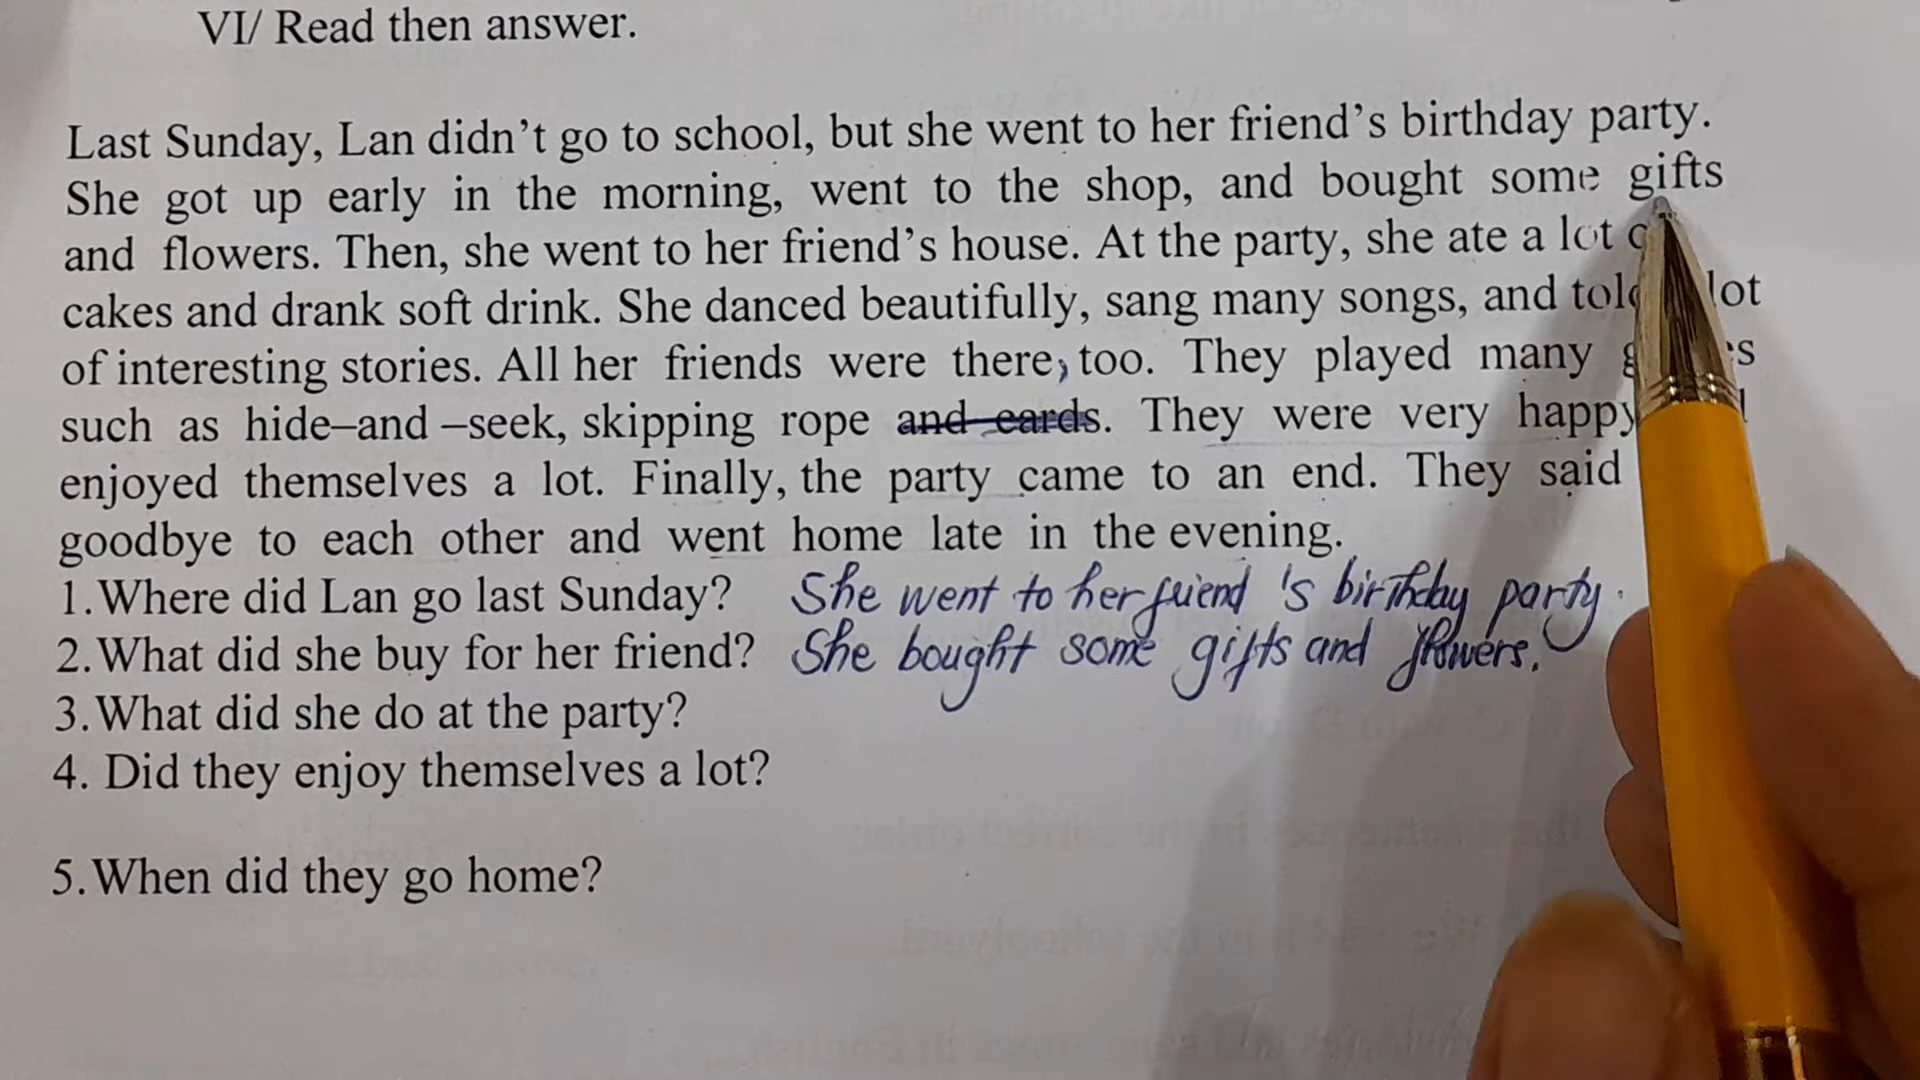 VI/ Read then answer.
Last Sunday, Lan didn't go to school, but she went to her friend's birthday party.
She got up early in the morning, went to the shop, and bought some gifts
and flowers. Then, she went to her friend's house. At the party, she ate a lot
cakes and drank soft drink. She danced beautifully, sang many songs, and told lot
of interesting stories. All her friends were there, too. They played many
such as hide–and –seek, skipping rope and cards. They were very happy
enjoyed themselves a lot. Finally, the party came to an end. They said
goodbye to each other and went home late in the evening.
1. Where did Lan go last Sunday? She went to her friend's birthday party.
2. What did she buy for her friend? She bought some gifts and flowers.
3. What did she do at the party?
4. Did they enjoy themselves a lot?
5. When did they go home?